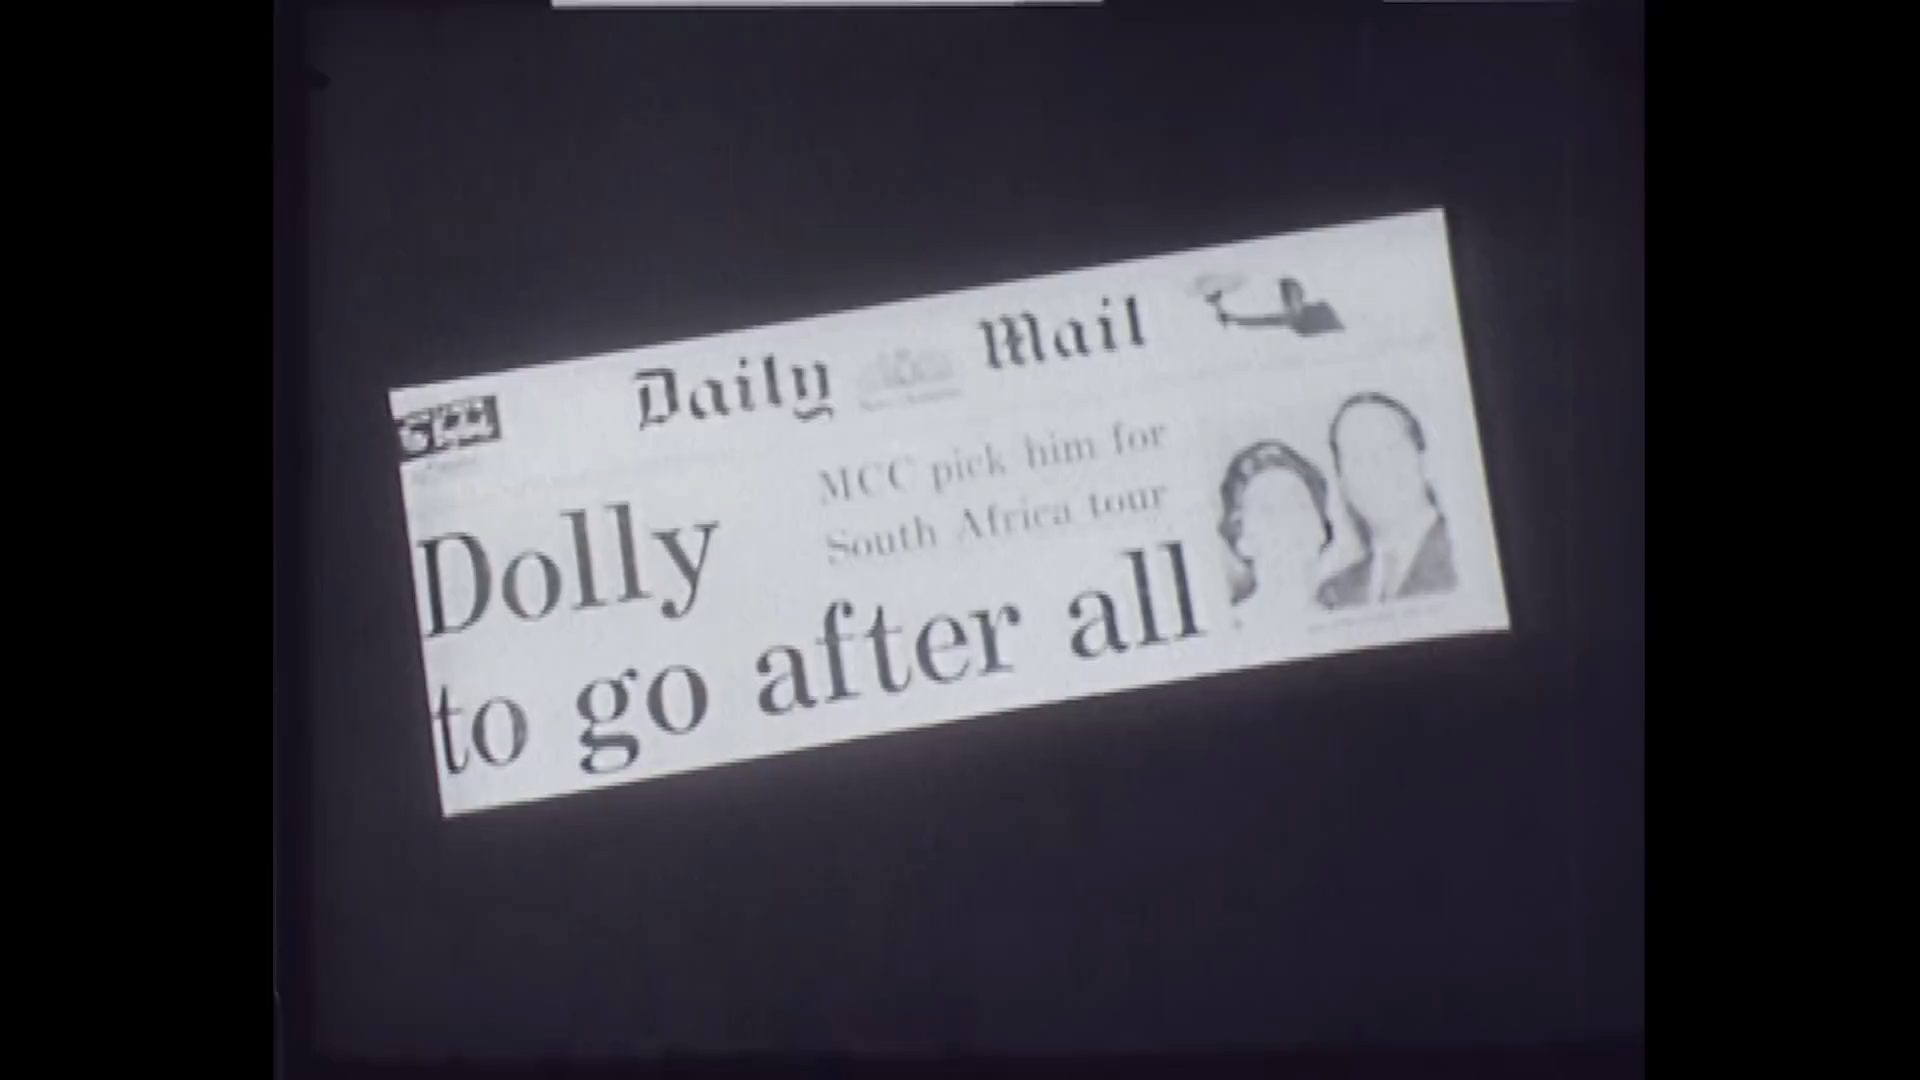 Daily Mail
MCC pick him for
South Africa tour
Dolly
to go after all